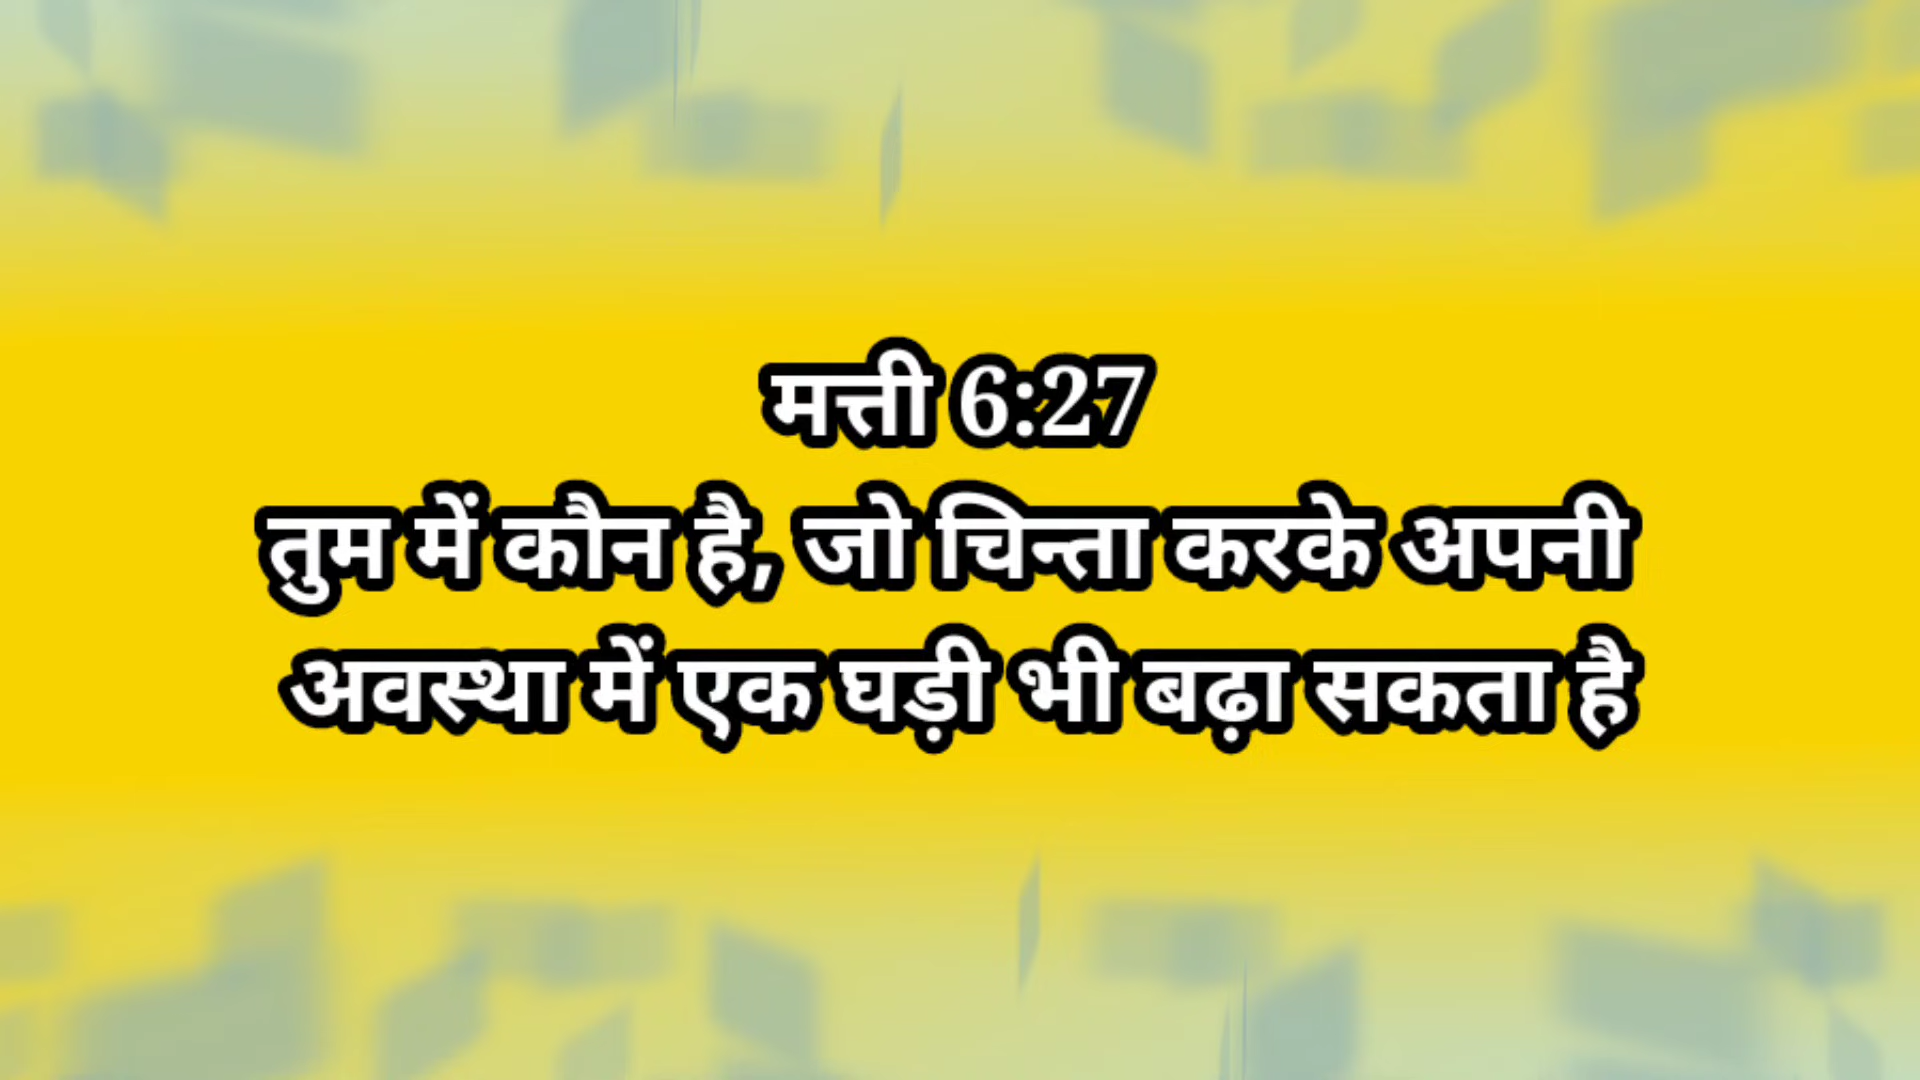 मत्ती 6:27
तुम में कौन है, जो चिन्ता करके अपनी
अवस्था में एक घड़ी भी बढ़ा सकता है